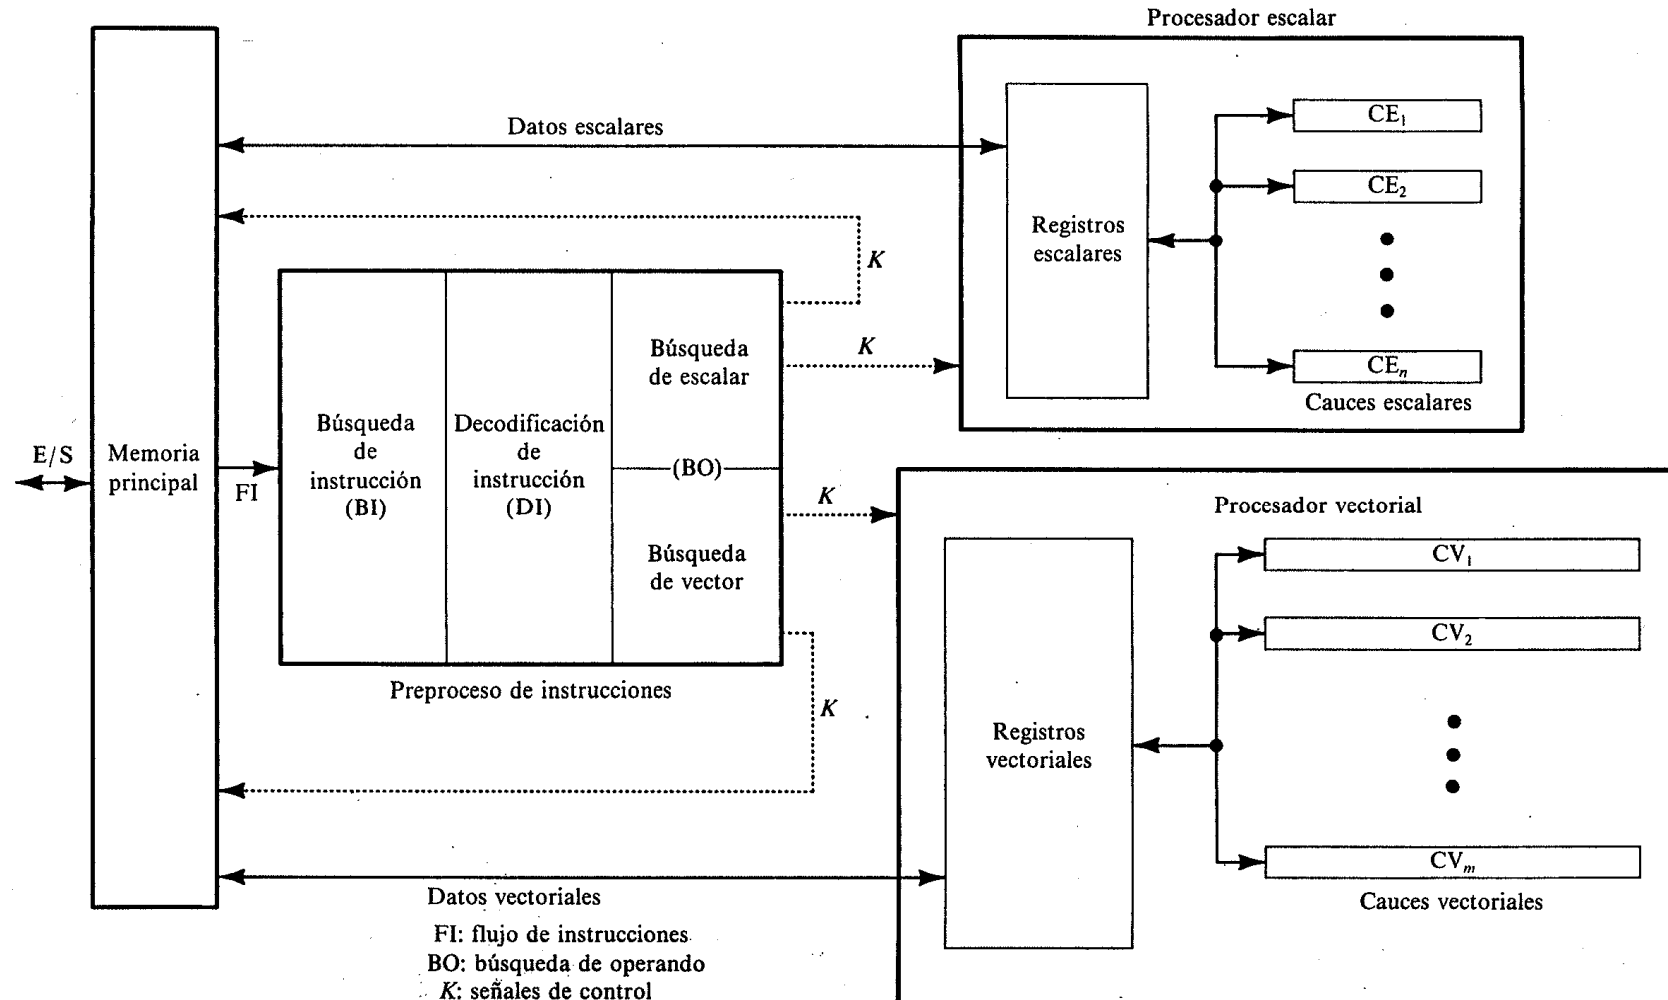 Procesador escalar
CE₁
Datos escalares
CE₂
Registros
escalares
K
K
Búsqueda
de escalar
CEₙ
Cauces escalares
Búsqueda
de
instrucción
(BI)
Decodificación
de
instrucción
(DI)
E/S
Memoria
principal
FI
(BO)
K
Procesador vectorial
Búsqueda
de vector
CV₁
CV₂
Preproceso de instrucciones
K
Registros
vectoriales
CVₘ
Datos vectoriales
Cauces vectoriales
FI: flujo de instrucciones
BO: búsqueda de operando
K: señales de control